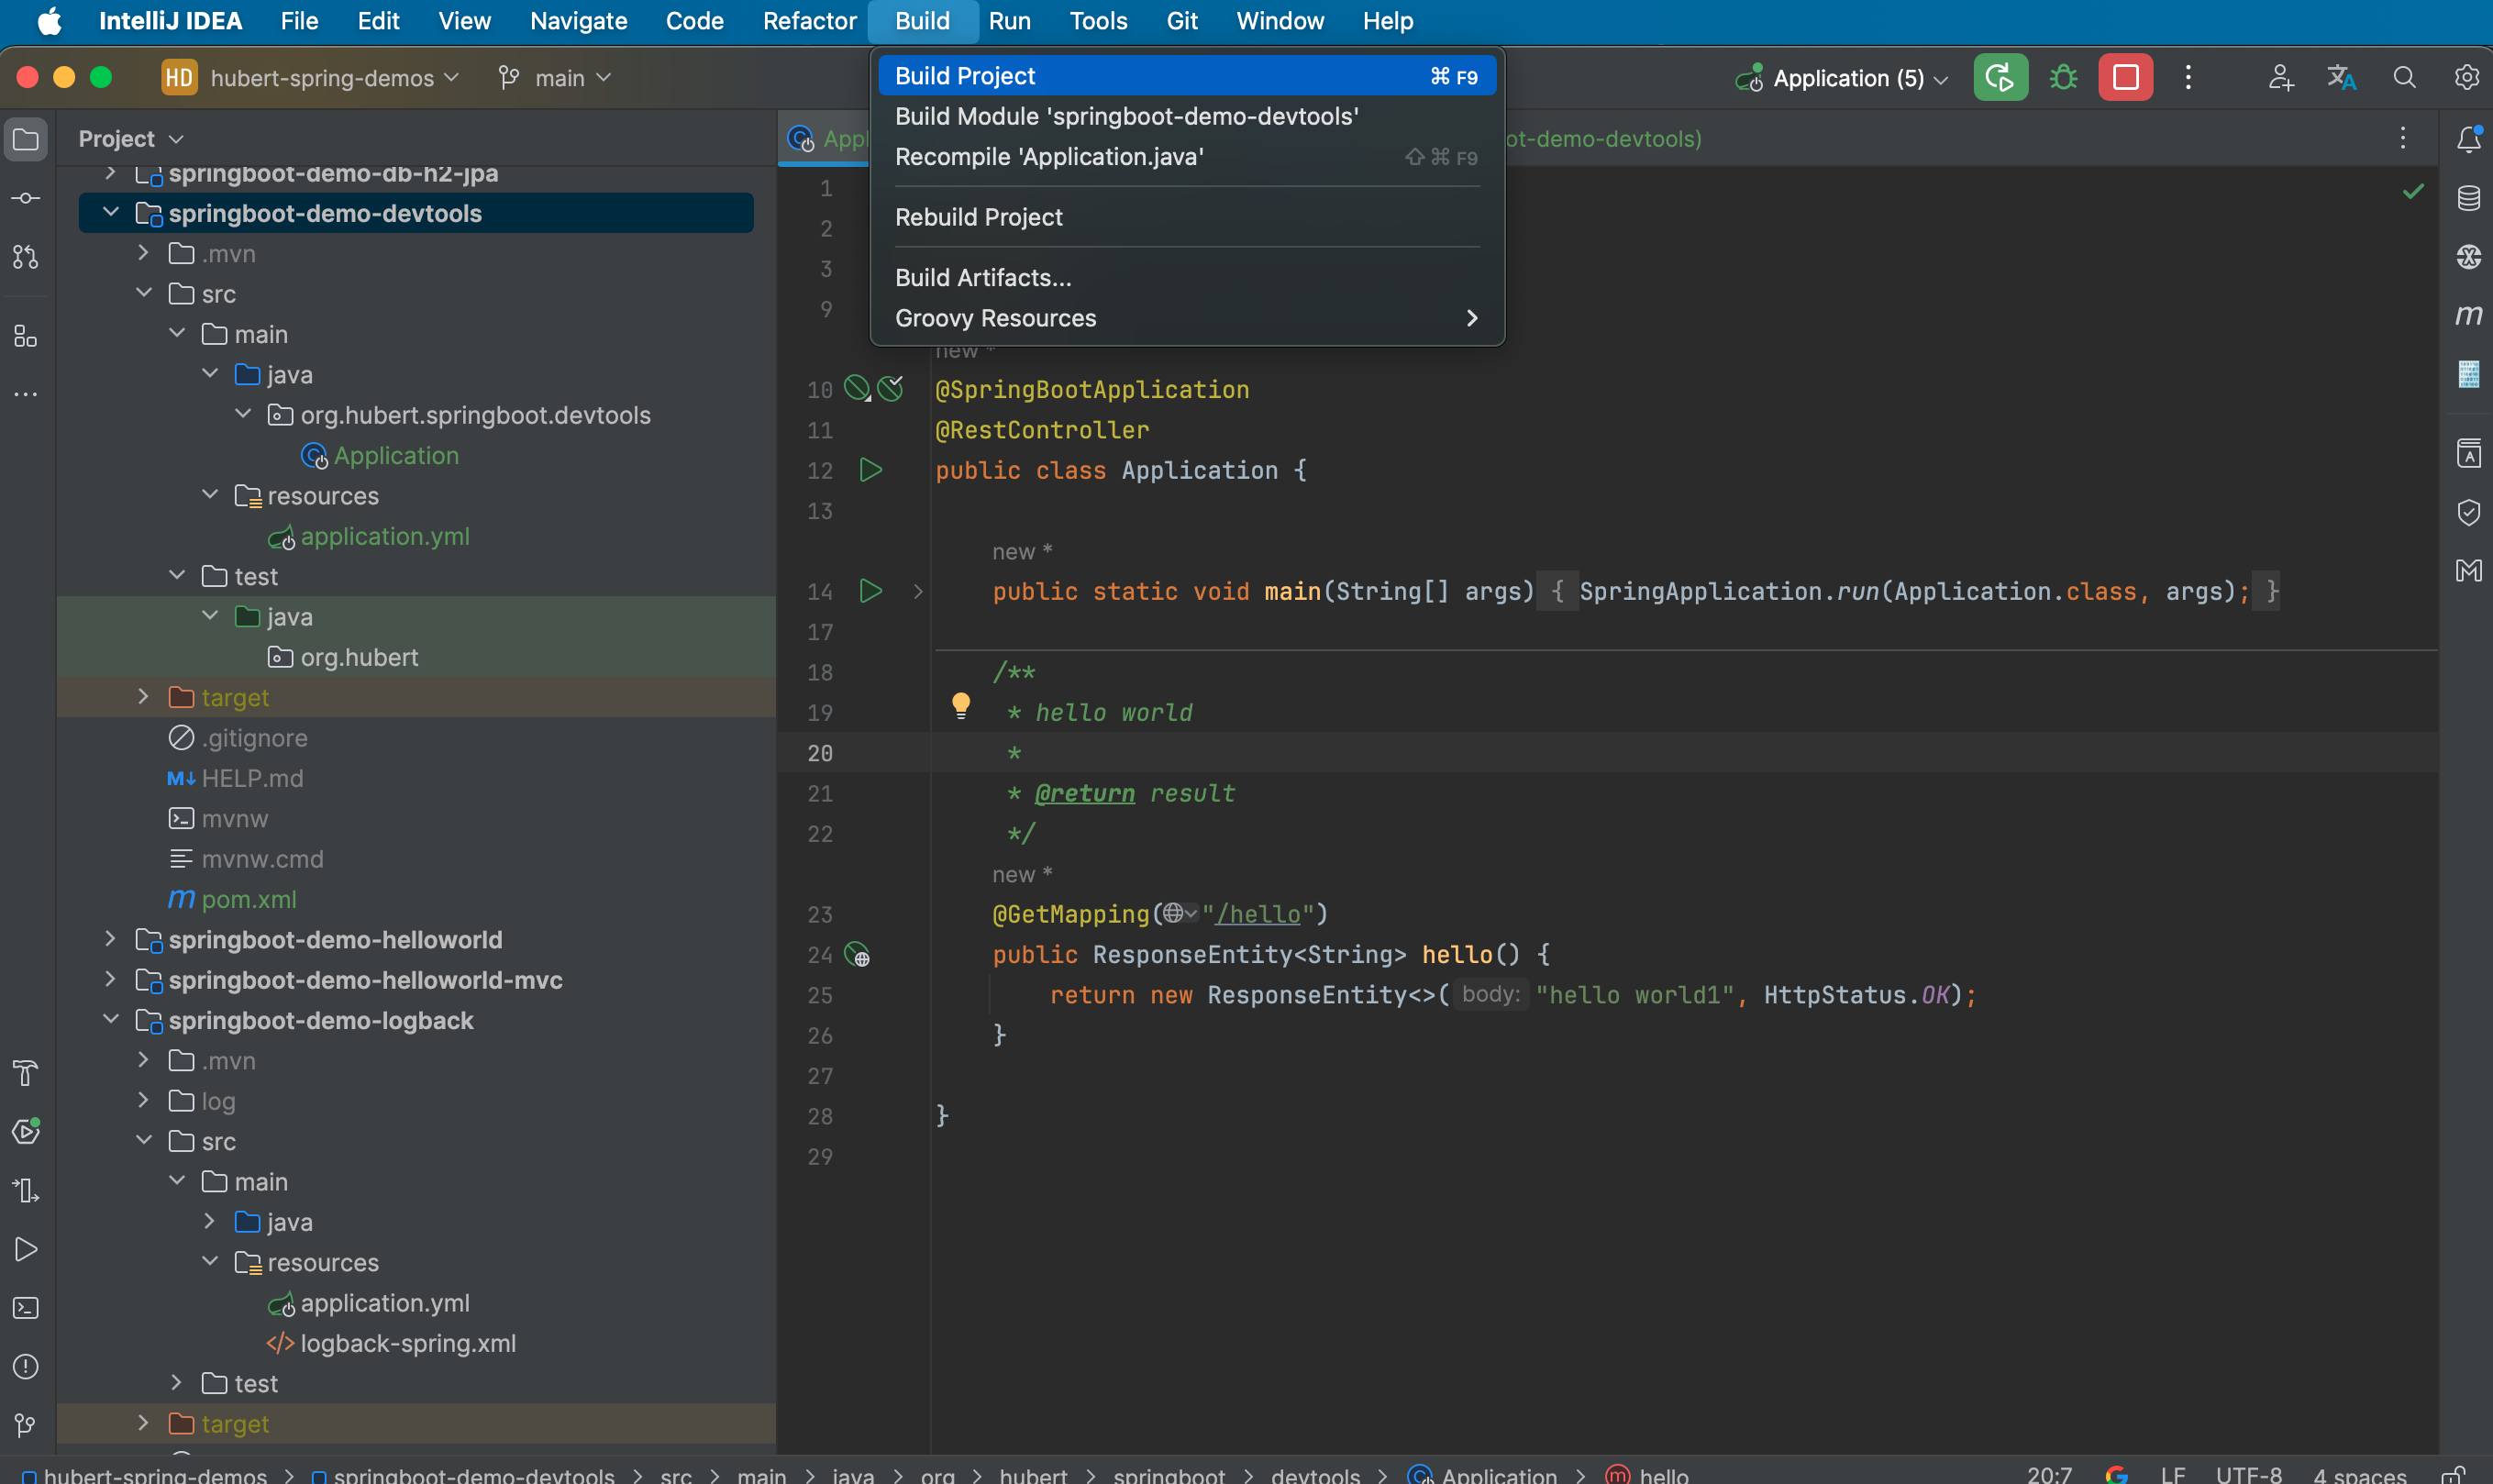 IntelliJ IDEA File Edit View Navigate Code Refactor Build Run Tools Git Window Help
HD hubert-spring-demos main
Application (5)
Build Project ⌘ F9
Build Module 'springboot-demo-devtools'
Recompile 'Application.java' ⇧⌘ F9
Rebuild Project
Build Artifacts...
Groovy Resources
Project
springboot-demo-db-h2-jpa
springboot-demo-devtools
.mvn
src
main
java
org.hubert.springboot.devtools
Application
resources
application.yml
test
java
org.hubert
target
.gitignore
M↓ HELP.md
mvnw
mvnw.cmd
m pom.xml
springboot-demo-helloworld
springboot-demo-helloworld-mvc
springboot-demo-logback
.mvn
log
src
main
java
resources
application.yml
</> logback-spring.xml
test
target
Appl
ot-demo-devtools)
1
2
3
9
new *
10 @SpringBootApplication
11 @RestController
12 public class Application {
13
new *
14 public static void main(String[] args) { SpringApplication.run(Application.class, args); }
17
18 /**
19 * hello world
20 *
21 * @return result
22 */
new *
23 @GetMapping("/hello")
24 public ResponseEntity<String> hello() {
25 return new ResponseEntity<>( body: "hello world1", HttpStatus.OK);
26 }
27
28 }
29
hubert-spring-demos > springboot-demo-devtools > src > main > java > org > hubert > springboot > devtools > Application > hello
20:7 LF UTF-8 4 spaces